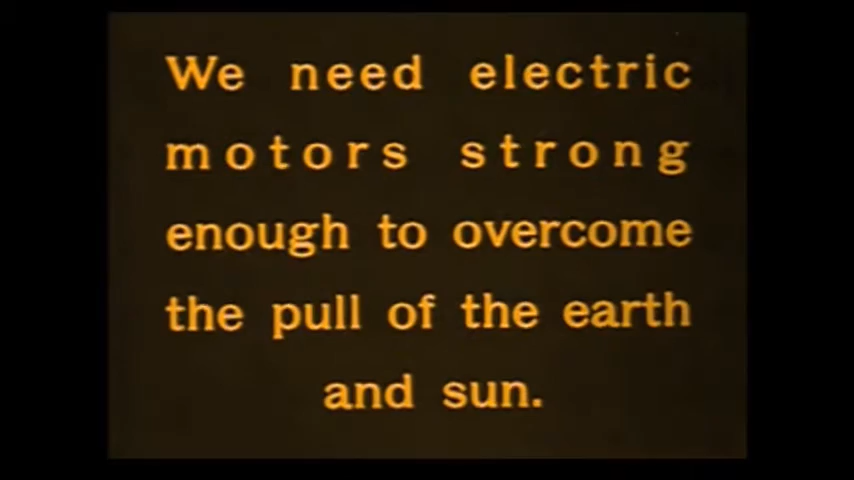 We need electric
motors strong
enough to overcome
the pull of the earth
and sun.